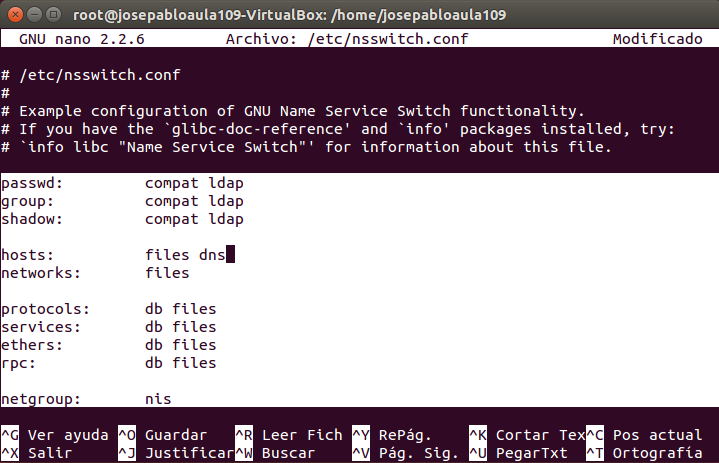 root@josepabloaula109-VirtualBox: /home/josepabloaula109
GNU nano 2.2.6 Archivo: /etc/nsswitch.conf Modificado
# /etc/nsswitch.conf
#
# Example configuration of GNU Name Service Switch functionality.
# If you have the `glibc-doc-reference' and `info' packages installed, try:
# `info libc "Name Service Switch"' for information about this file.
passwd: compat ldap
group: compat ldap
shadow: compat ldap
hosts: files dns
networks: files
protocols: db files
services: db files
ethers: db files
rpc: db files
netgroup: nis
^G Ver ayuda ^O Guardar ^R Leer Fich ^Y RePág. ^K Cortar Tex ^C Pos actual
^X Salir ^J Justificar ^W Buscar ^V Pág. Sig. ^U PegarTxt ^T Ortografía